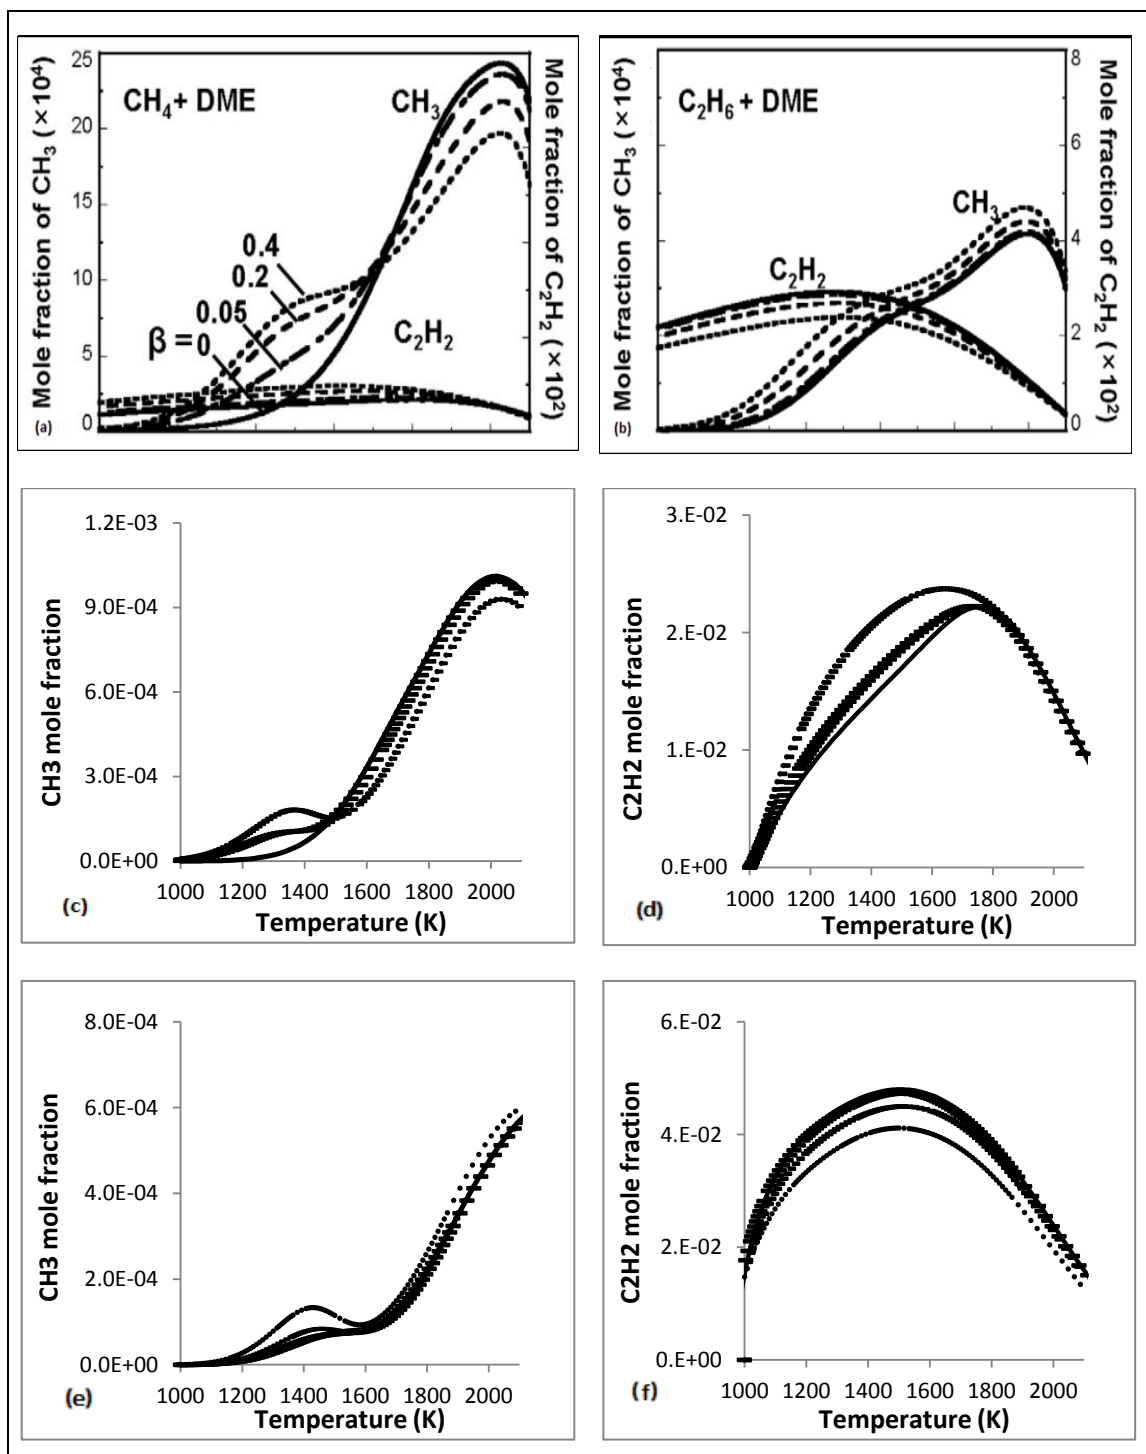 Mole fraction of CH3 (×10^4)
25
20
15
10
5
0
CH4+ DME
CH3
0.4
0.2
0.05
β = 0
C2H2
(a)
Mole fraction of C2H2 (×10^2)
Mole fraction of CH3 (×10^4)
C2H6 + DME
CH3
C2H2
(b)
8
6
4
2
0
Mole fraction of C2H2 (×10^2)
CH3 mole fraction
1.2E-03
9.0E-04
6.0E-04
3.0E-04
0.0E+00
1000 1200 1400 1600 1800 2000
Temperature (K)
(c)
C2H2 mole fraction
3.E-02
2.E-02
1.E-02
0.E+00
1000 1200 1400 1600 1800 2000
Temperature (K)
(d)
CH3 mole fraction
8.0E-04
6.0E-04
4.0E-04
2.0E-04
0.0E+00
1000 1200 1400 1600 1800 2000
Temperature (K)
(e)
C2H2 mole fraction
6.E-02
4.E-02
2.E-02
0.E+00
1000 1200 1400 1600 1800 2000
Temperature (K)
(f)